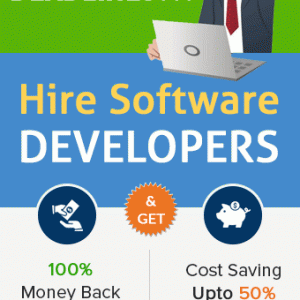 Hire Software
DEVELOPERS
&
GET
100%
Money Back
Cost Saving
Upto 50%